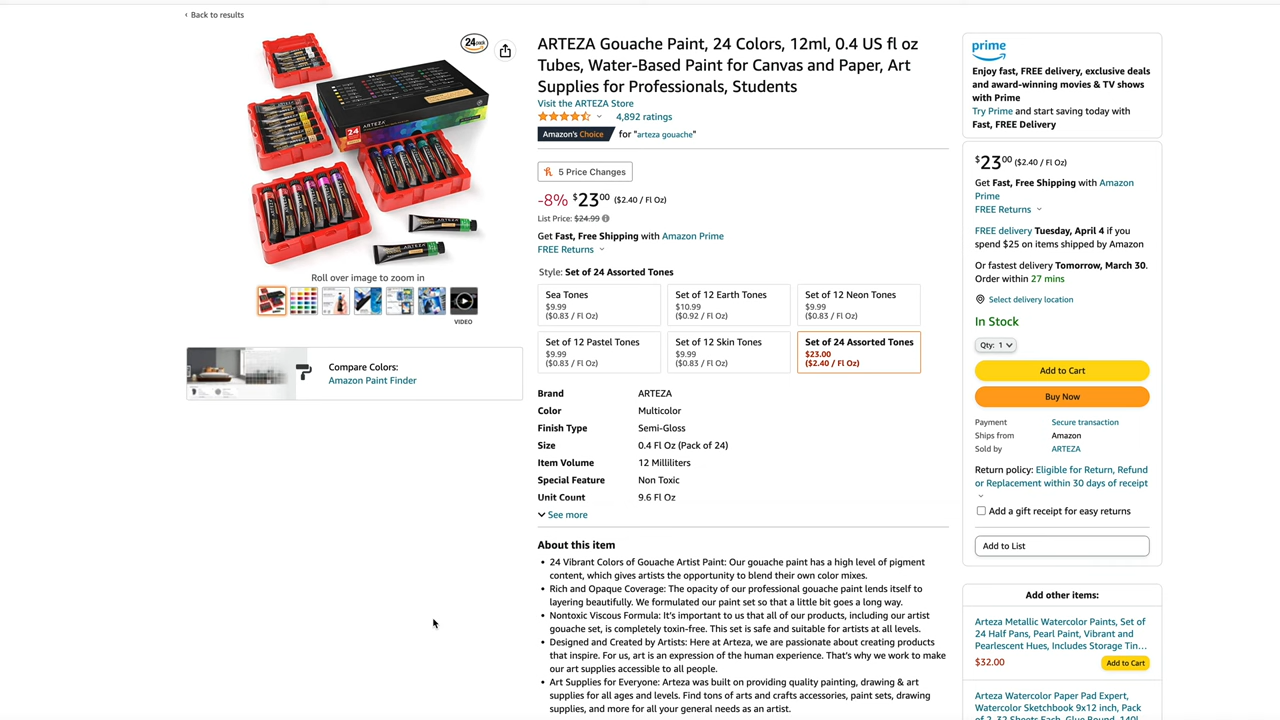 ‹ Back to results
24 pack
24
ARTEZA
ARTEZA
ARTEZA
Roll over image to zoom in
VIDEO
Compare Colors:
Amazon Paint Finder
ARTEZA Gouache Paint, 24 Colors, 12ml, 0.4 US fl oz
Tubes, Water-Based Paint for Canvas and Paper, Art
Supplies for Professionals, Students
Visit the ARTEZA Store
4,892 ratings
Amazon's Choice for "arteza gouache"
5 Price Changes
-8% $23.00 ($2.40 / Fl Oz)
List Price: $24.99
Get Fast, Free Shipping with Amazon Prime
FREE Returns
Style: Set of 24 Assorted Tones
Sea Tones
$9.99
($0.83 / Fl Oz)
Set of 12 Earth Tones
$10.99
($0.92 / Fl Oz)
Set of 12 Neon Tones
$9.99
($0.83 / Fl Oz)
Set of 12 Pastel Tones
$9.99
($0.83 / Fl Oz)
Set of 12 Skin Tones
$9.99
($0.83 / Fl Oz)
Set of 24 Assorted Tones
$23.00
($2.40 / Fl Oz)
Brand ARTEZA
Color Multicolor
Finish Type Semi-Gloss
Size 0.4 Fl Oz (Pack of 24)
Item Volume 12 Milliliters
Special Feature Non Toxic
Unit Count 9.6 Fl Oz
See more
About this item
• 24 Vibrant Colors of Gouache Artist Paint: Our gouache paint has a high level of pigment
content, which gives artists the opportunity to blend their own color mixes.
• Rich and Opaque Coverage: The opacity of our professional gouache paint lends itself to
layering beautifully. We formulated our paint set so that a little bit goes a long way.
• Nontoxic Viscous Formula: It's important to us that all of our products, including our artist
gouache set, is completely toxin-free. This set is safe and suitable for artists at all levels.
• Designed and Created by Artists: Here at Arteza, we are passionate about creating products
that inspire. For us, art is an expression of the human experience. That's why we work to make
our art supplies accessible to all people.
• Art Supplies for Everyone: Arteza was built on providing quality painting, drawing & art
supplies for all ages and levels. Find tons of arts and crafts accessories, paint sets, drawing
supplies, and more for all your general needs as an artist.
prime
Enjoy fast, FREE delivery, exclusive deals
and award-winning movies & TV shows
with Prime
Try Prime and start saving today with
Fast, FREE Delivery
$23.00 ($2.40 / Fl Oz)
Get Fast, Free Shipping with Amazon
Prime
FREE Returns
FREE delivery Tuesday, April 4 if you
spend $25 on items shipped by Amazon
Or fastest delivery Tomorrow, March 30.
Order within 27 mins
Select delivery location
In Stock
Qty: 1
Add to Cart
Buy Now
Payment Secure transaction
Ships from Amazon
Sold by ARTEZA
Return policy: Eligible for Return, Refund
or Replacement within 30 days of receipt
Add a gift receipt for easy returns
Add to List
Add other items:
Arteza Metallic Watercolor Paints, Set of
24 Half Pans, Pearl Paint, Vibrant and
Pearlescent Hues, Includes Storage Tin…
$32.00 Add to Cart
Arteza Watercolor Paper Pad Expert,
Watercolor Sketchbook 9x12 inch, Pack
of 2, 32 Sheets Each, Glue Bound, 140l